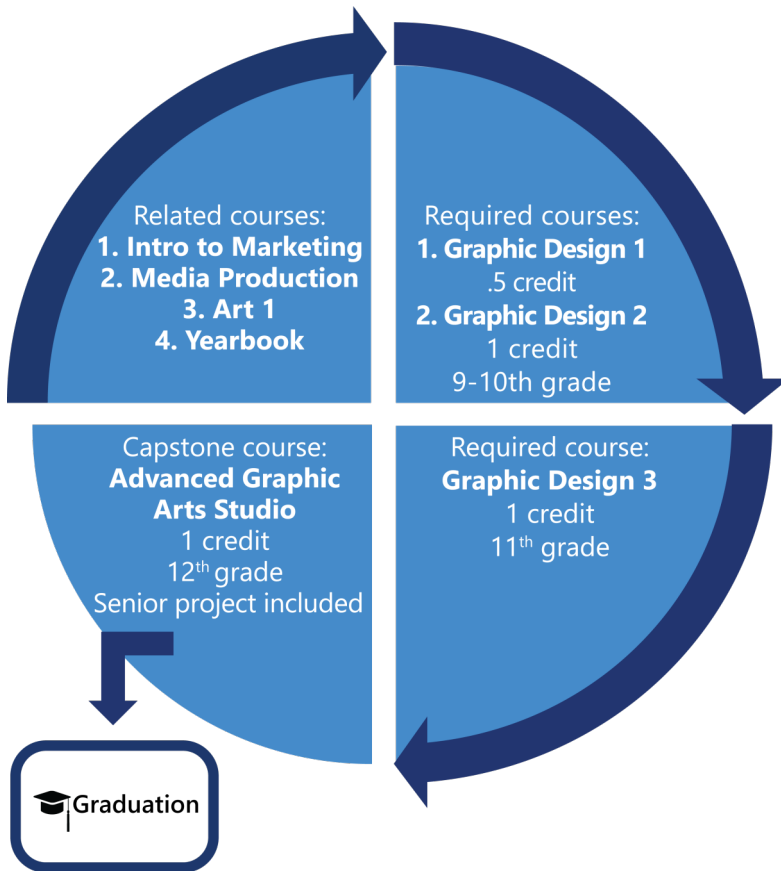 Related courses:
1. Intro to Marketing
2. Media Production
3. Art 1
4. Yearbook
Required courses:
1. Graphic Design 1
.5 credit
2. Graphic Design 2
1 credit
9-10th grade
Required course:
Graphic Design 3
1 credit
11th grade
Capstone course:
Advanced Graphic
Arts Studio
1 credit
12th grade
Senior project included
Graduation